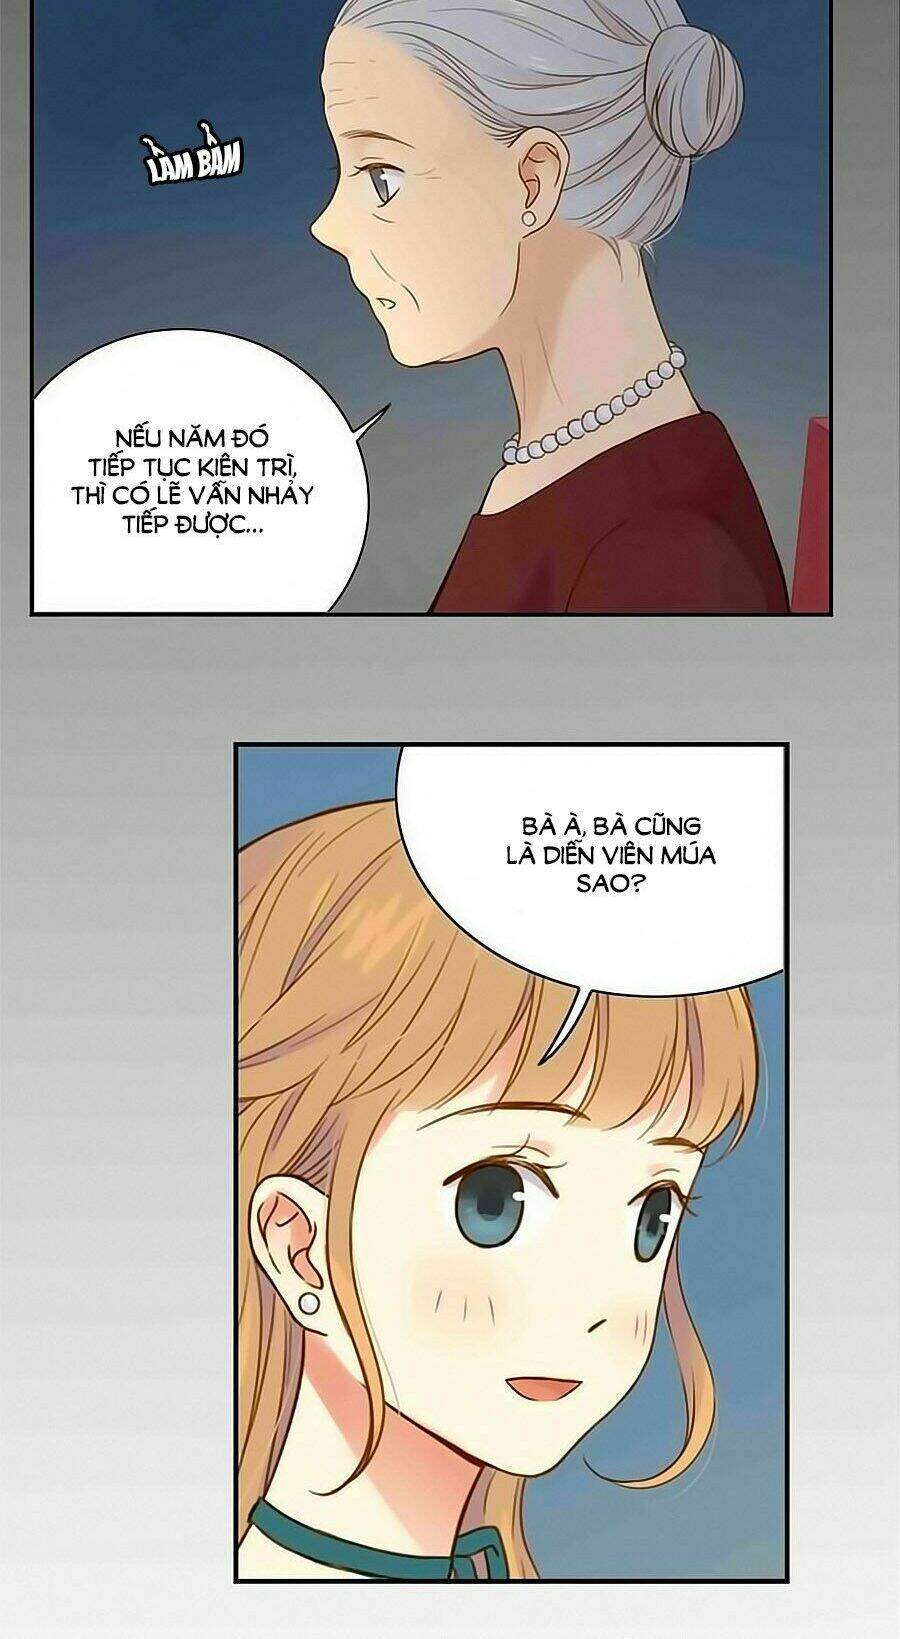 LẦM BẦM
NẾU NĂM ĐÓ
TIẾP TỤC KIÊN TRÌ,
THÌ CÓ LẼ VẪN NHẢY
TIẾP ĐƯỢC...
BÀ À, BÀ CŨNG
LÀ DIỄN VIÊN MÚA
SAO?